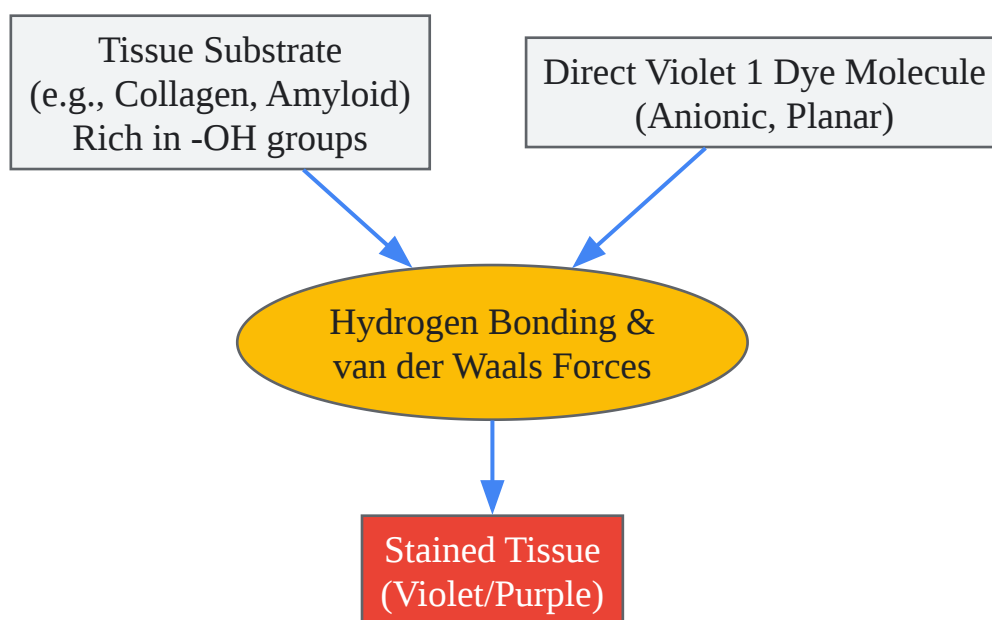 Tissue Substrate
(e.g., Collagen, Amyloid)
Rich in -OH groups
Direct Violet 1 Dye Molecule
(Anionic, Planar)
Hydrogen Bonding &
van der Waals Forces
Stained Tissue
(Violet/Purple)